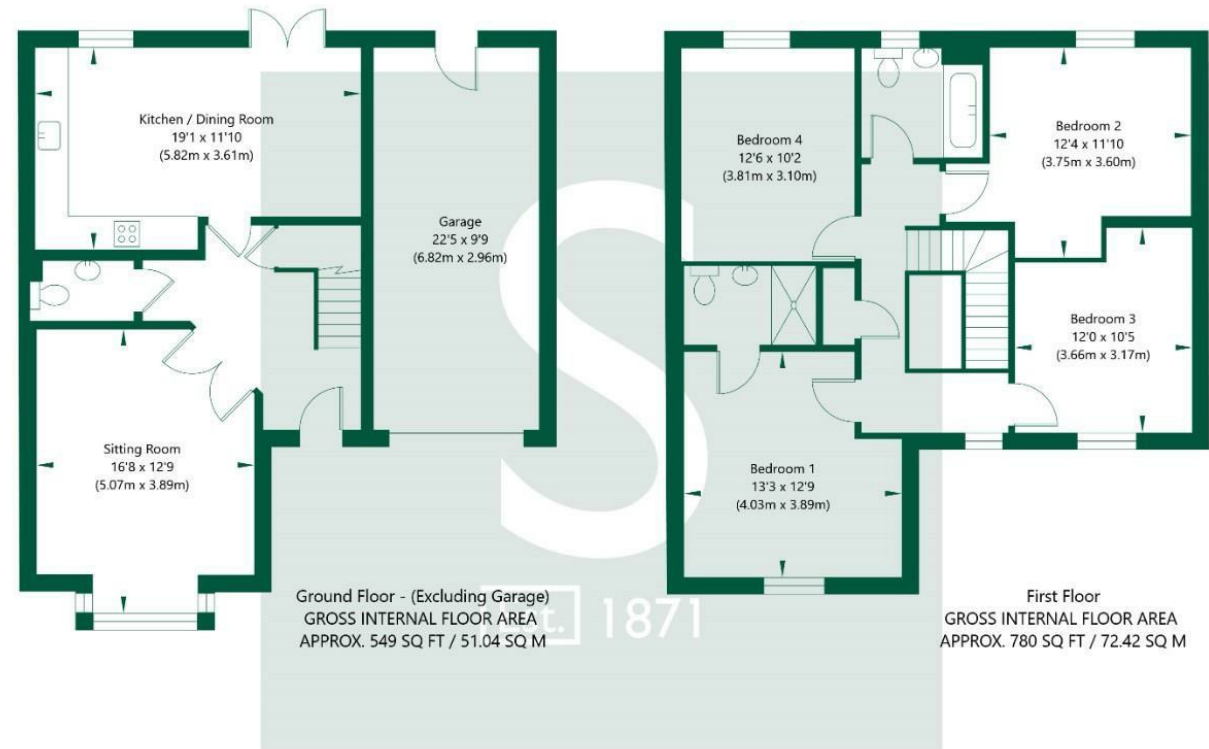 Kitchen / Dining Room
19'1 x 11'10
(5.82m x 3.61m)
Garage
22'5 x 9'9
(6.82m x 2.96m)
Sitting Room
16'8 x 12'9
(5.07m x 3.89m)
Ground Floor - (Excluding Garage)
GROSS INTERNAL FLOOR AREA
APPROX. 549 SQ FT / 51.04 SQ M
Bedroom 4
12'6 x 10'2
(3.81m x 3.10m)
Bedroom 2
12'4 x 11'10
(3.75m x 3.60m)
Bedroom 3
12'0 x 10'5
(3.66m x 3.17m)
Bedroom 1
13'3 x 12'9
(4.03m x 3.89m)
First Floor
GROSS INTERNAL FLOOR AREA
APPROX. 780 SQ FT / 72.42 SQ M
S
Est. 1871